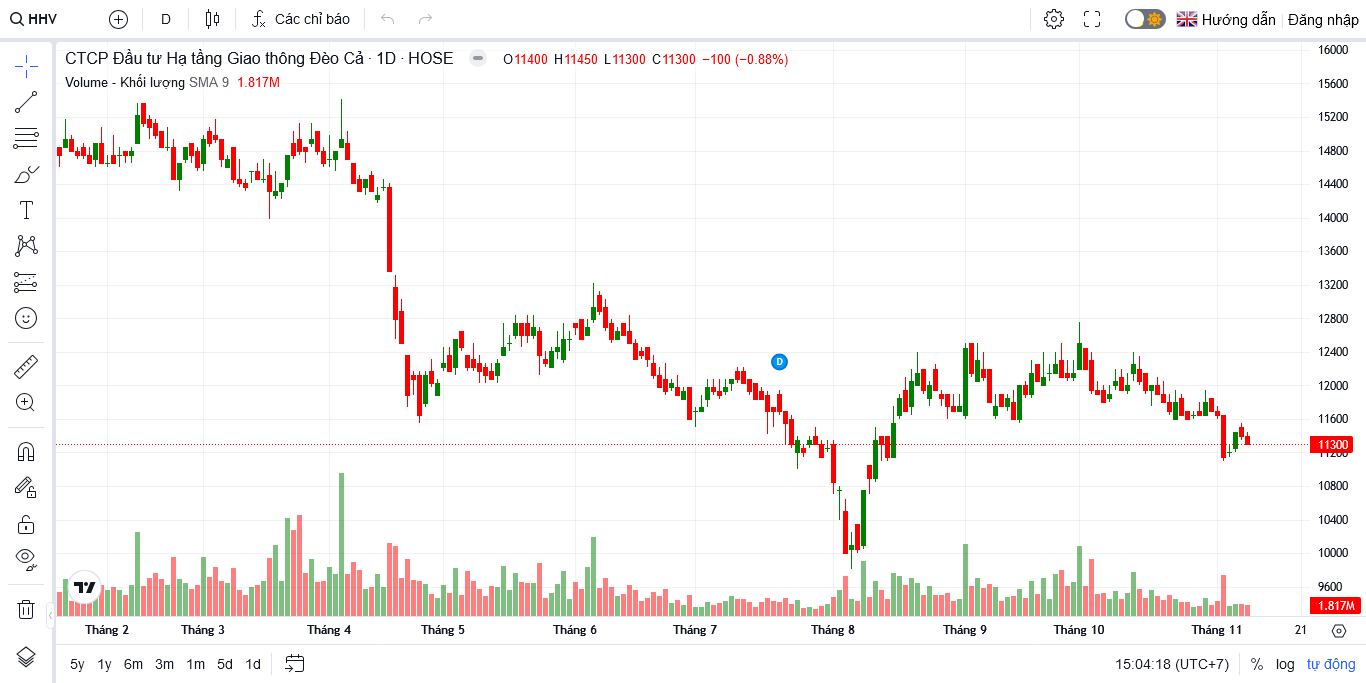 HHV D Các chỉ báo Hướng dẫn Đăng nhập
CTCP Đầu tư Hạ tầng Giao thông Đèo Cả · 1D · HOSE O11400 H11450 L11300 C11300 −100 (−0.88%)
Volume - Khối lượng SMA 9 1.817M
16000
15600
15200
14800
14400
14000
13600
13200
12800
12400
D
12000
11600
11300
11200
10800
10400
10000
9600
1.817M
Tháng 2 Tháng 3 Tháng 4 Tháng 5 Tháng 6 Tháng 7 Tháng 8 Tháng 9 Tháng 10 Tháng 11 21
5y 1y 6m 3m 1m 5d 1d 15:04:18 (UTC+7) % log tự động